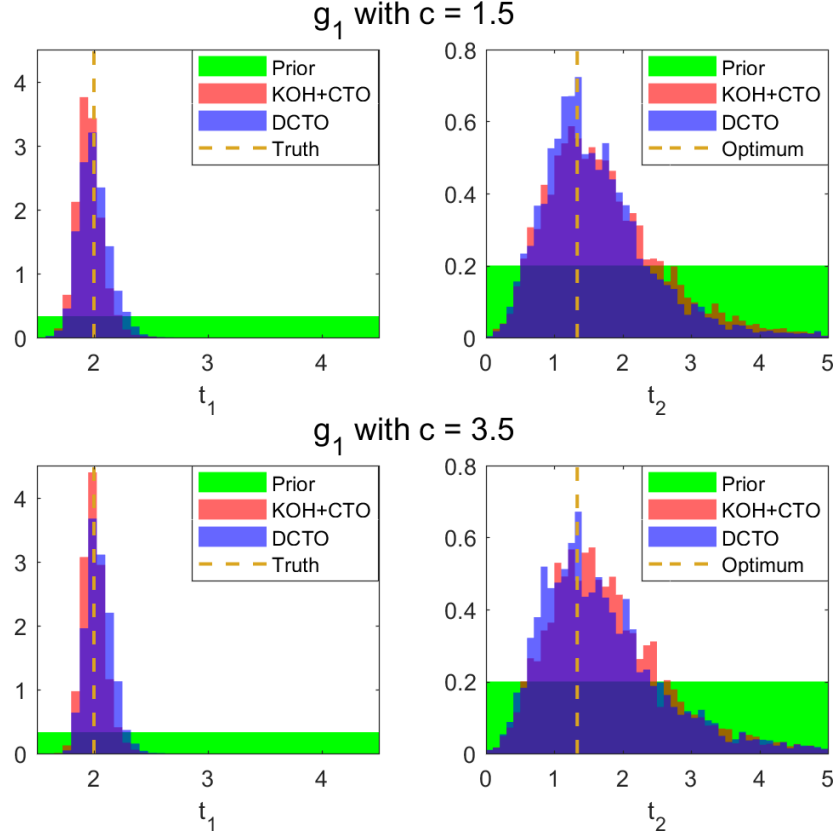 g₁ with c = 1.5
4
3
2
1
0
Prior
KOH+CTO
DCTO
Truth
2 3 4
t₁
0.8
0.6
0.4
0.2
0
Prior
KOH+CTO
DCTO
Optimum
0 1 2 3 4 5
t₂
g₁ with c = 3.5
4
3
2
1
0
Prior
KOH+CTO
DCTO
Truth
2 3 4
t₁
0.8
0.6
0.4
0.2
0
Prior
KOH+CTO
DCTO
Optimum
0 1 2 3 4 5
t₂